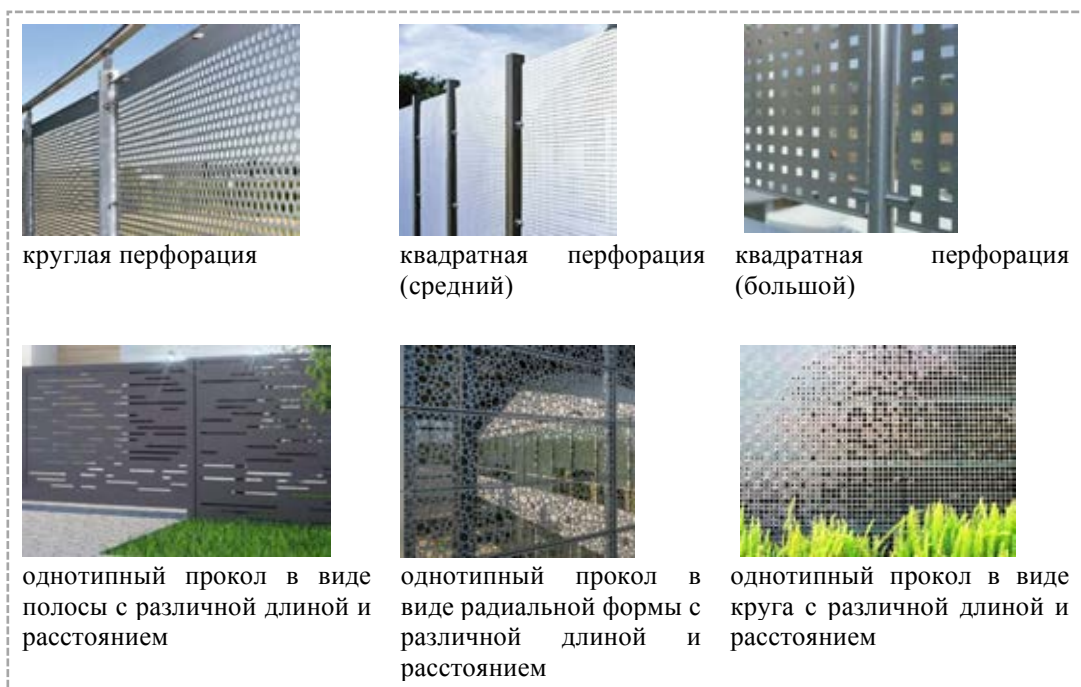 круглая перфорация
квадратная перфорация
(средний)
квадратная перфорация
(большой)
однотипный прокол в виде
полосы с различной длиной и
расстоянием
однотипный прокол в
виде радиальной формы с
различной длиной и
расстоянием
однотипный прокол в виде
круга с различной длиной и
расстоянием